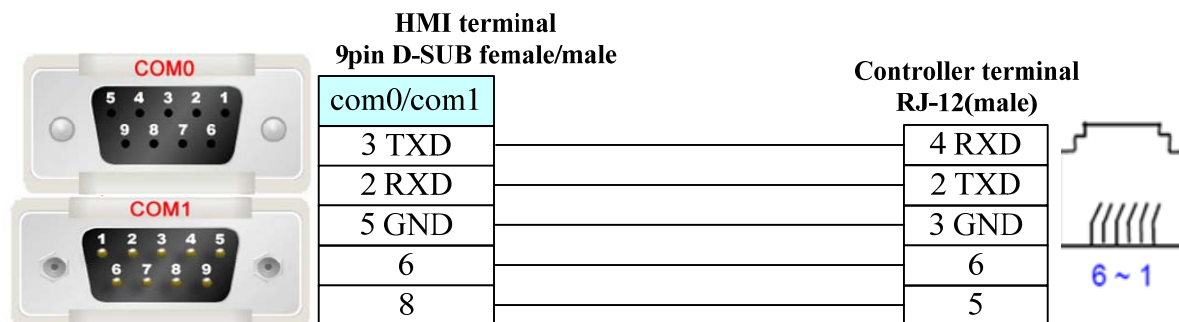 HMI terminal
9pin D-SUB female/male
Controller terminal
RJ-12(male)
COM0
5 4 3 2 1
9 8 7 6
COM1
1 2 3 4 5
6 7 8 9
com0/com1
3 TXD
4 RXD
2 RXD
2 TXD
5 GND
3 GND
6
6
8
5
6 ~ 1